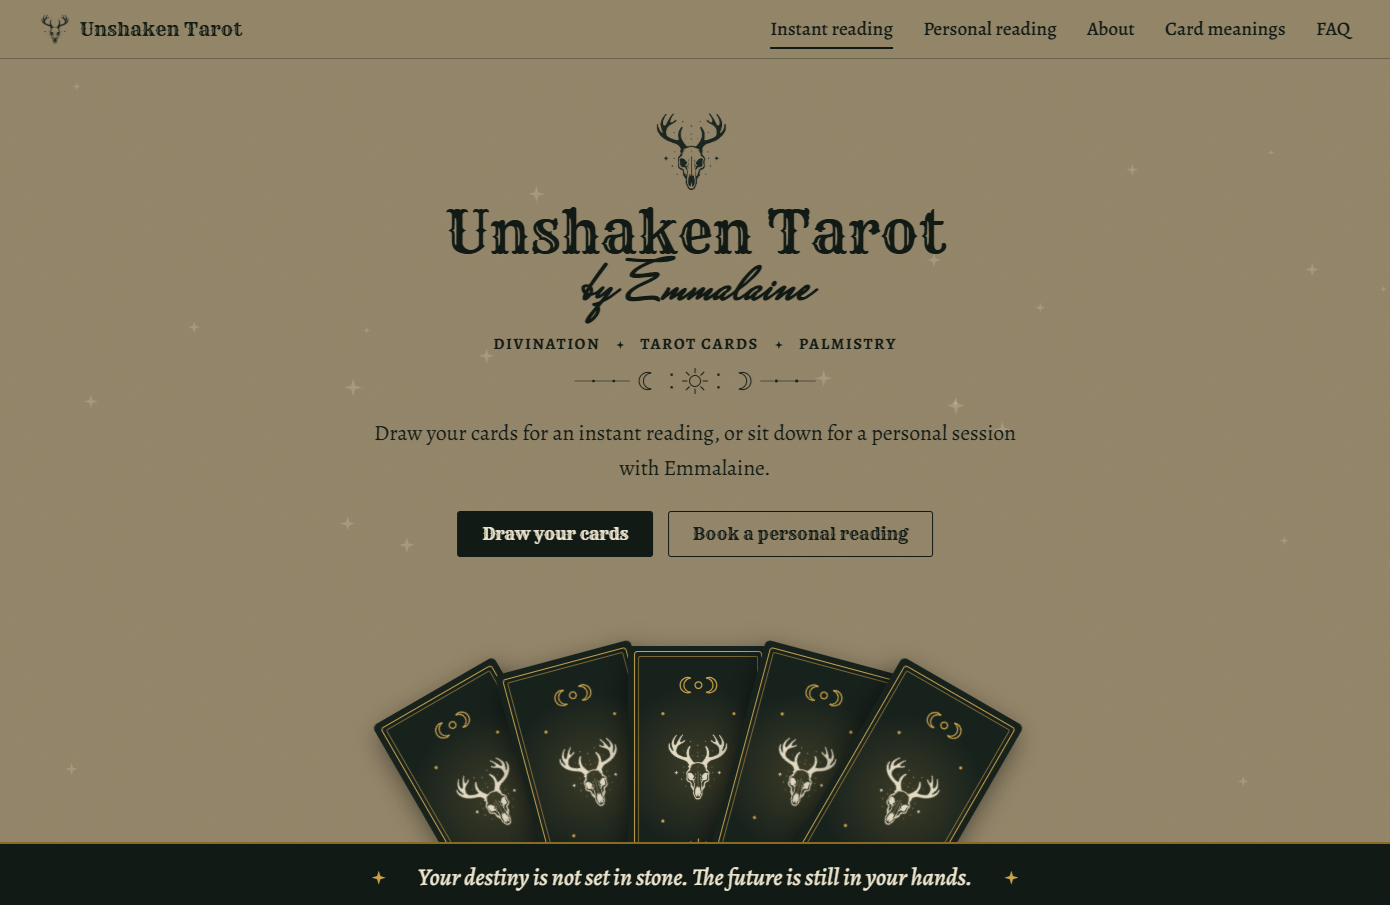 Unshaken Tarot
Instant reading
Personal reading
About
Card meanings
FAQ
Unshaken Tarot
by Emmalaine
DIVINATION ✦ TAROT CARDS ✦ PALMISTRY
Draw your cards for an instant reading, or sit down for a personal session
with Emmalaine.
Draw your cards
Book a personal reading
Your destiny is not set in stone. The future is still in your hands.